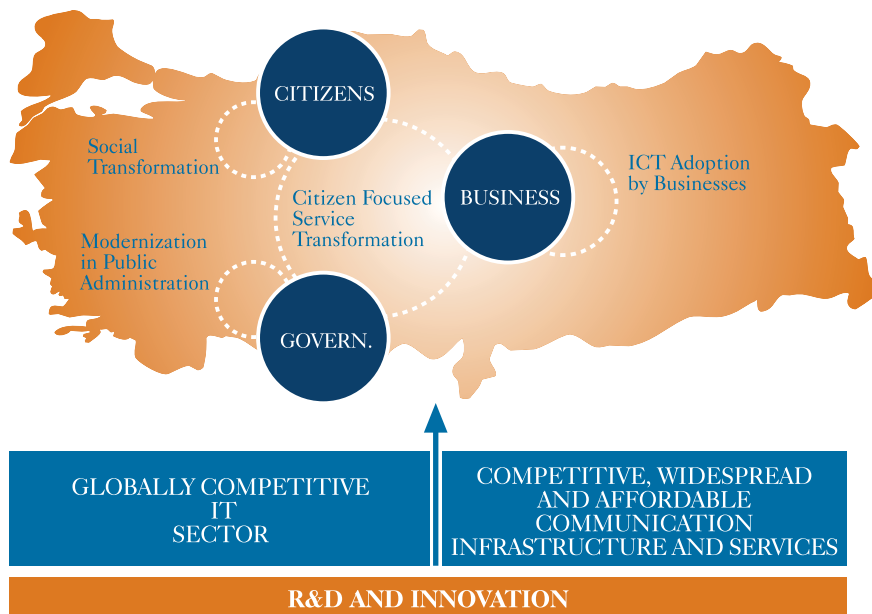 CITIZENS
Social
Transformation
ICT Adoption
by Businesses
BUSINESS
Citizen Focused
Service
Transformation
Modernization
in Public
Administration
GOVERN.
GLOBALLY COMPETITIVE
IT
SECTOR
COMPETITIVE, WIDESPREAD
AND AFFORDABLE
COMMUNICATION
INFRASTRUCTURE AND SERVICES
R&D AND INNOVATION